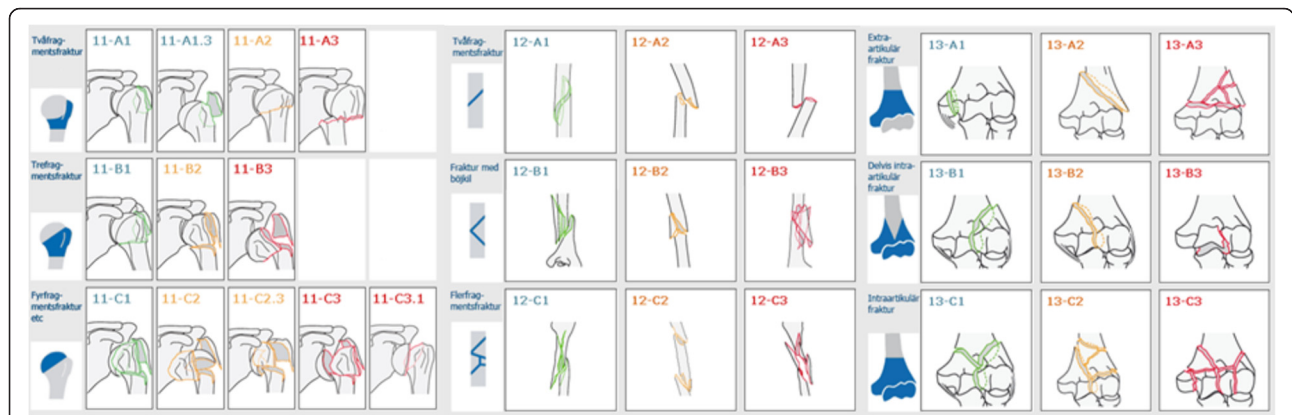 Tvåfrag-
mentsfraktur
11-A1
11-A1.3
11-A2
11-A3
Trefrag-
mentsfraktur
11-B1
11-B2
11-B3
Fyrfrag-
mentsfraktur
etc
11-C1
11-C2
11-C2.3
11-C3
11-C3.1
Tvåfrag-
mentsfraktur
12-A1
12-A2
12-A3
Fraktur med
böjkil
12-B1
12-B2
12-B3
Flerfrag-
mentsfraktur
12-C1
12-C2
12-C3
Extra-
artikulär
fraktur
13-A1
13-A2
13-A3
Delvis intra-
artikulär
fraktur
13-B1
13-B2
13-B3
Intraartikulär
fraktur
13-C1
13-C2
13-C3